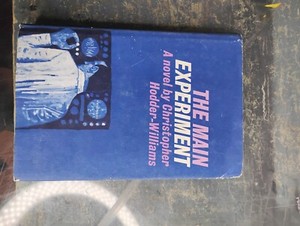 THE MAIN
EXPERIMENT
A novel by Christopher
Hodder-Williams